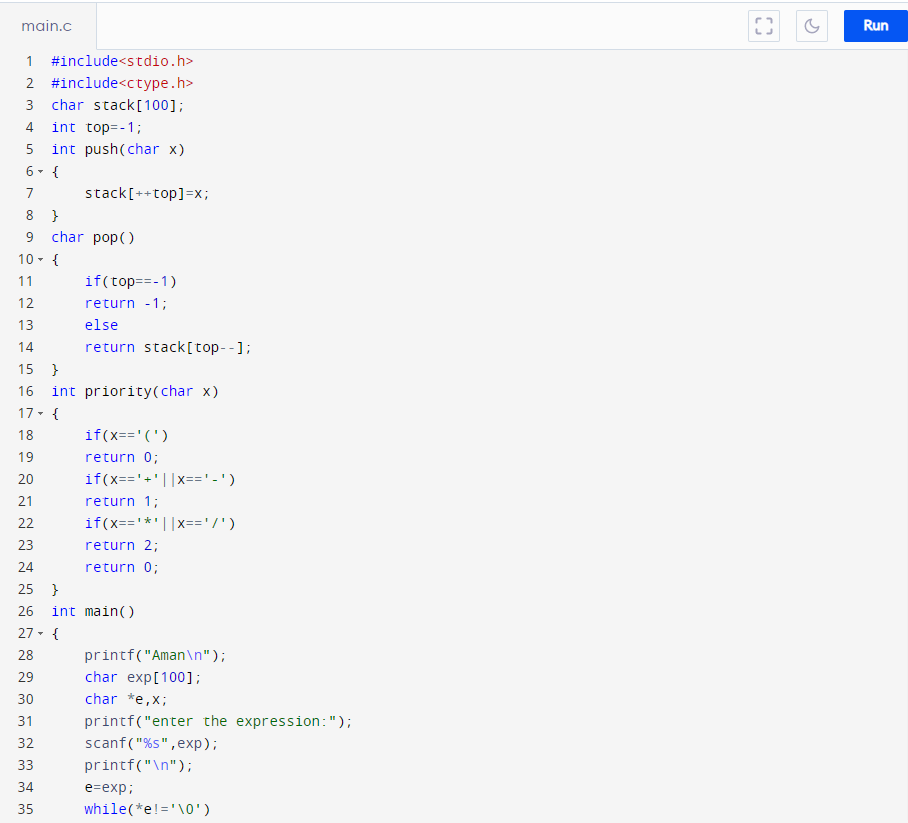 main.c
Run
1 #include<stdio.h>
2 #include<ctype.h>
3 char stack[100];
4 int top=-1;
5 int push(char x)
6 {
7 stack[++top]=x;
8 }
9 char pop()
10 {
11 if(top==-1)
12 return -1;
13 else
14 return stack[top--];
15 }
16 int priority(char x)
17 {
18 if(x=='(')
19 return 0;
20 if(x=='+'||x=='-')
21 return 1;
22 if(x=='*'||x=='/')
23 return 2;
24 return 0;
25 }
26 int main()
27 {
28 printf("Aman\n");
29 char exp[100];
30 char *e,x;
31 printf("enter the expression:");
32 scanf("%s",exp);
33 printf("\n");
34 e=exp;
35 while(*e!='\0')